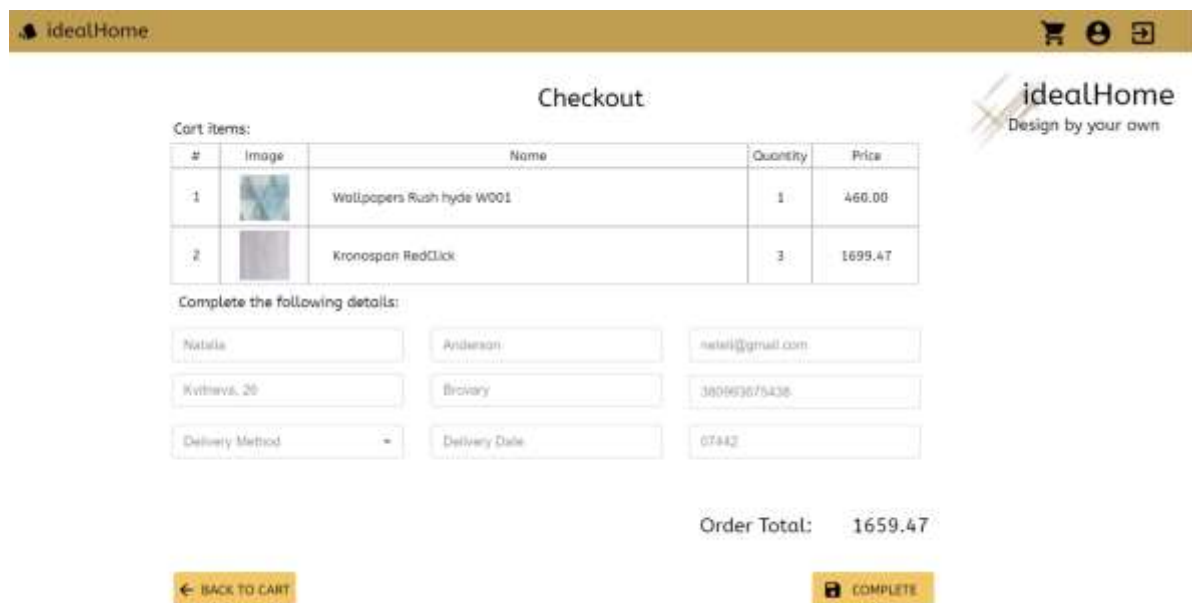 idealHome
Checkout
idealHome
Design by your own
Cart items:
# Image Name Quantity Price
1 Wallpapers Rush hyde W001 1 460.00
2 Kronospan RedClick 3 1699.47
Complete the following details:
Natalia Anderson natali@gmail.com
20 Brovary
Delivery Method Delivery Date 07442
Order Total: 1659.47
BACK TO CART COMPLETE